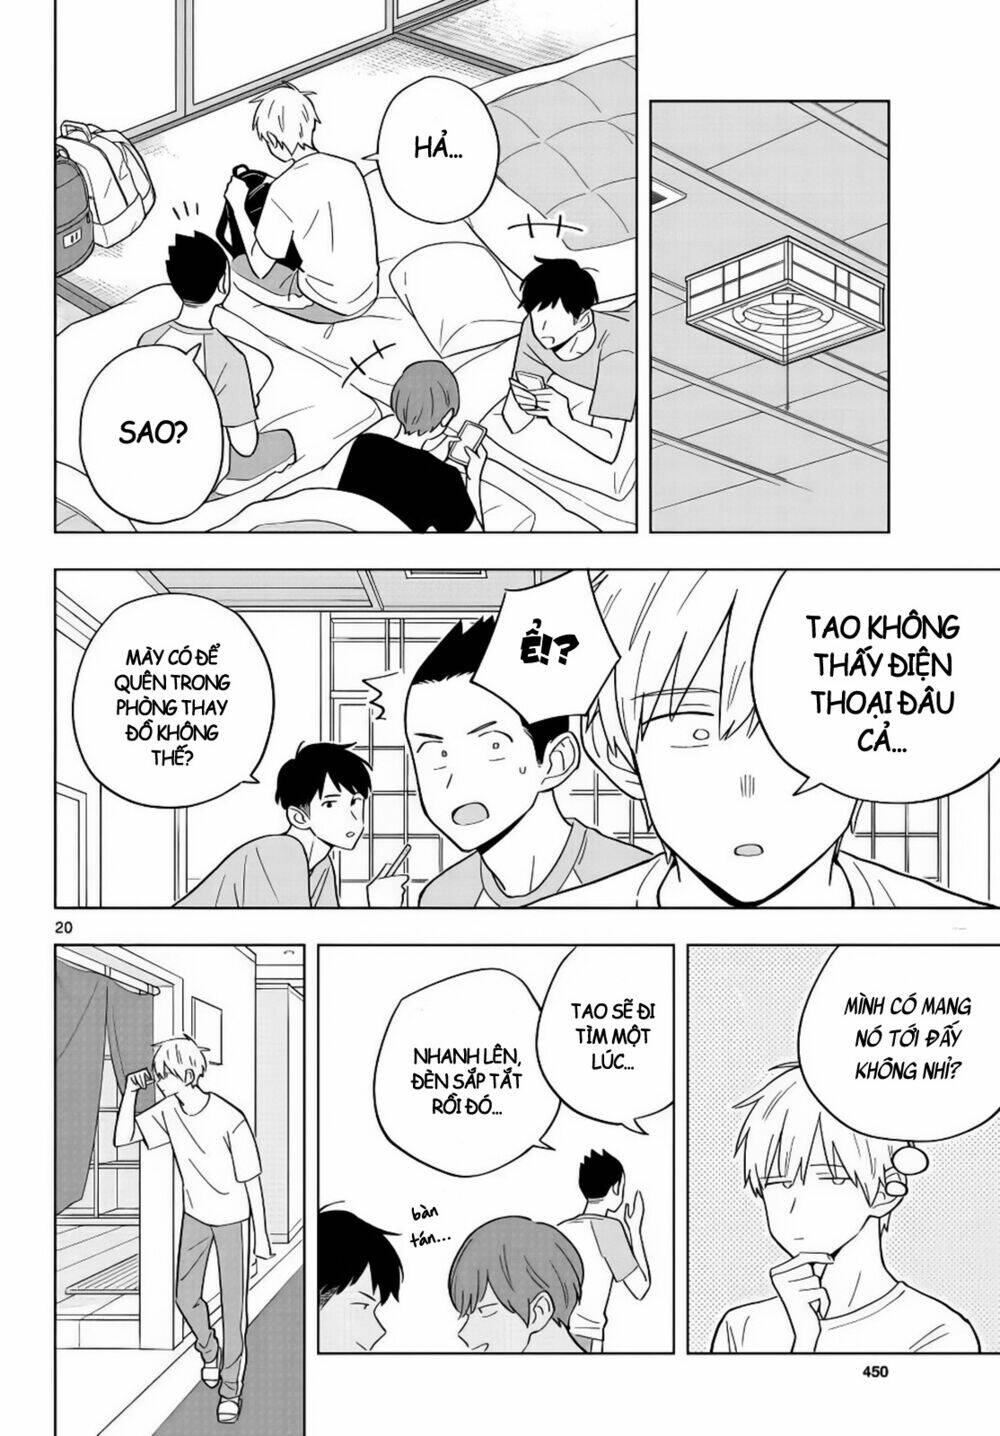 HẢ...
SAO?
TAO KHÔNG
THẤY ĐIỆN
THOẠI ĐÂU
CẢ...
Ể!?
MÀY CÓ ĐỂ
QUÊN TRONG
PHÒNG THAY
ĐỒ KHÔNG
THẾ?
20
MÌNH CÓ MANG
NÓ TỚI ĐẤY
KHÔNG NHỈ?
TAO SẼ ĐI
TÌM MỘT
LÚC...
NHANH LÊN,
ĐÈN SẮP TẮT
RỒI ĐÓ...
bàn
tán...
450